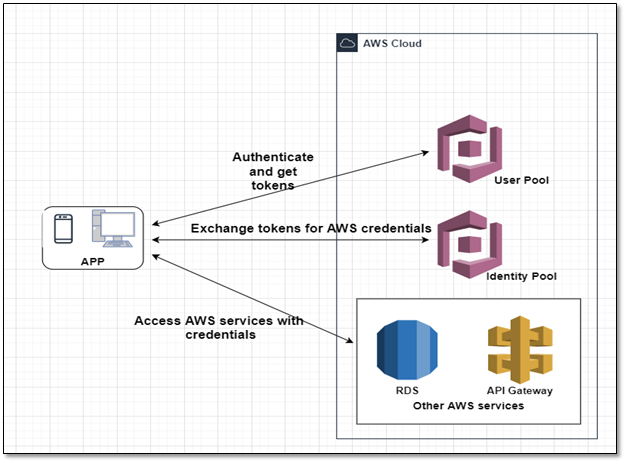 AWS Cloud
Authenticate
and get
tokens
User Pool
Exchange tokens for AWS credentials
APP
Identity Pool
Access AWS services with
credentials
RDS
API Gateway
Other AWS services